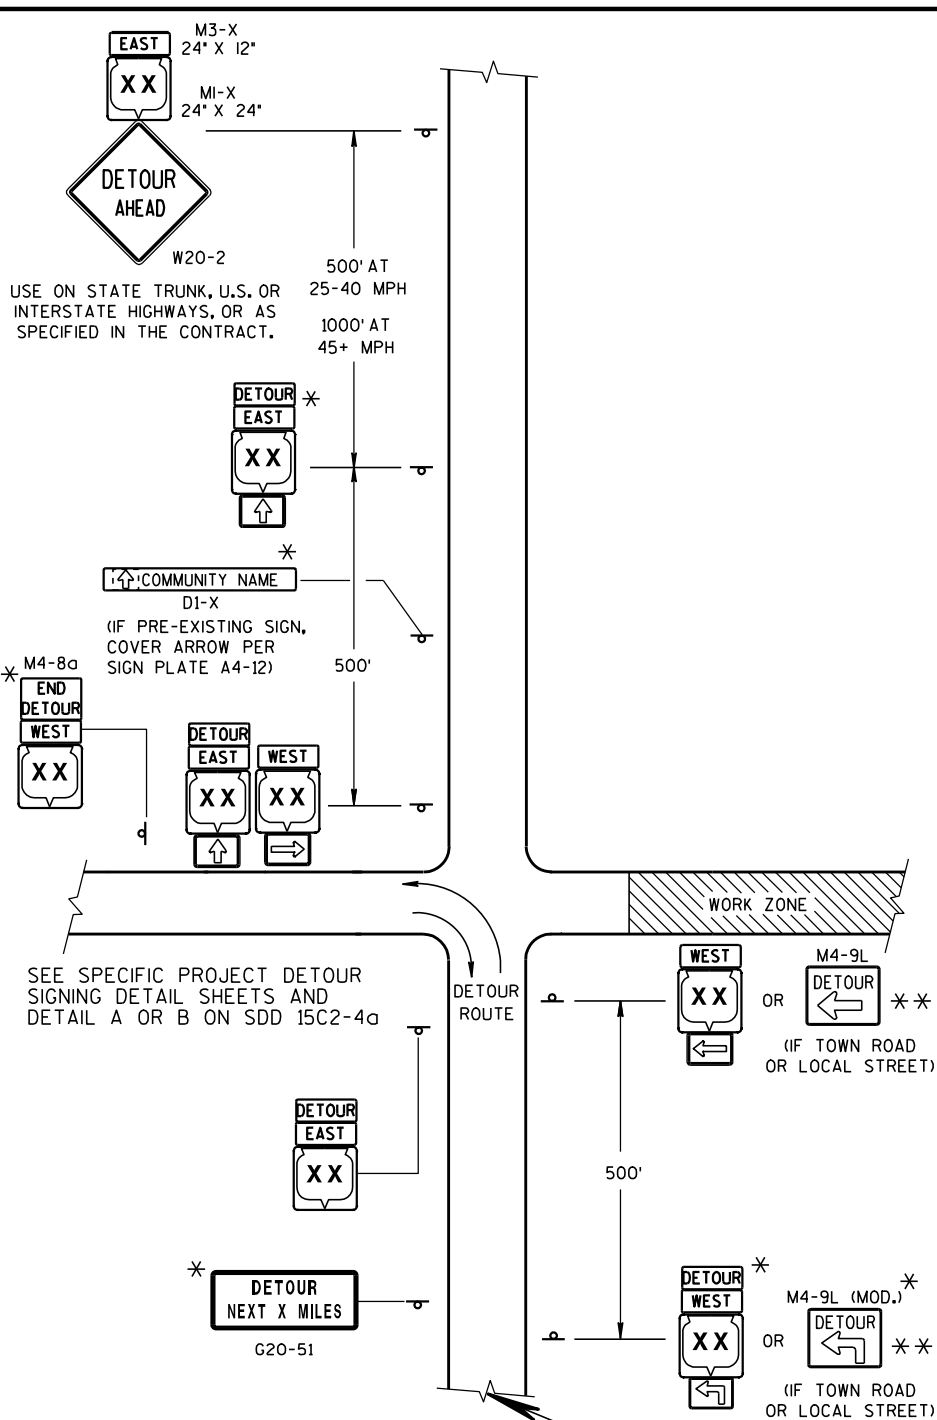 M3-X
24" X 12"
EAST
XX
M1-X
24" X 24"
DETOUR
AHEAD
W20-2
USE ON STATE TRUNK, U.S. OR
INTERSTATE HIGHWAYS, OR AS
SPECIFIED IN THE CONTRACT.
500' AT
25-40 MPH
1000' AT
45+ MPH
DETOUR *
EAST
XX
*
COMMUNITY NAME
D1-X
(IF PRE-EXISTING SIGN,
COVER ARROW PER
SIGN PLATE A4-12)
500'
* M4-8a
END
DETOUR
WEST
XX
DETOUR
EAST
XX
WEST
XX
WORK ZONE
SEE SPECIFIC PROJECT DETOUR
SIGNING DETAIL SHEETS AND
DETAIL A OR B ON SDD 15C2-4a
DETOUR
ROUTE
WEST
XX
OR
M4-9L
DETOUR
**
(IF TOWN ROAD
OR LOCAL STREET)
DETOUR
EAST
XX
500'
*
DETOUR
NEXT X MILES
G20-51
*
DETOUR
WEST
XX
OR
M4-9L (MOD.) *
DETOUR
**
(IF TOWN ROAD
OR LOCAL STREET)